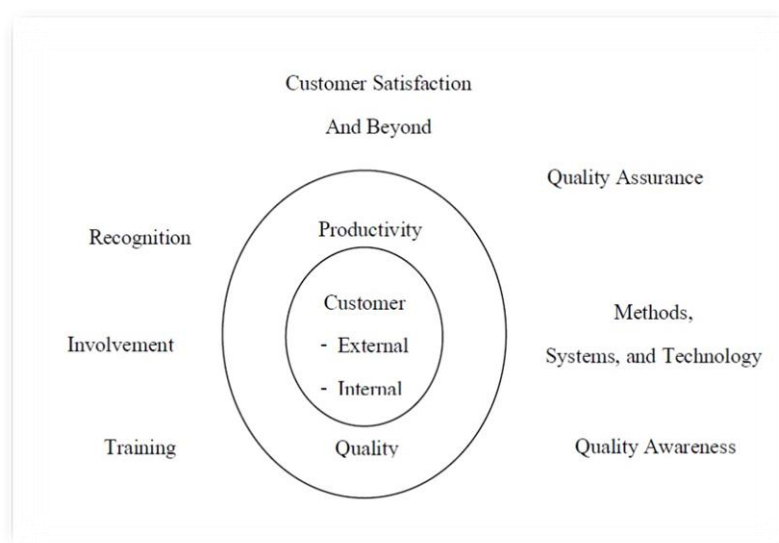 Customer Satisfaction
And Beyond
Quality Assurance
Productivity
Recognition
Customer
Methods,
- External
Involvement
Systems, and Technology
- Internal
Training
Quality
Quality Awareness